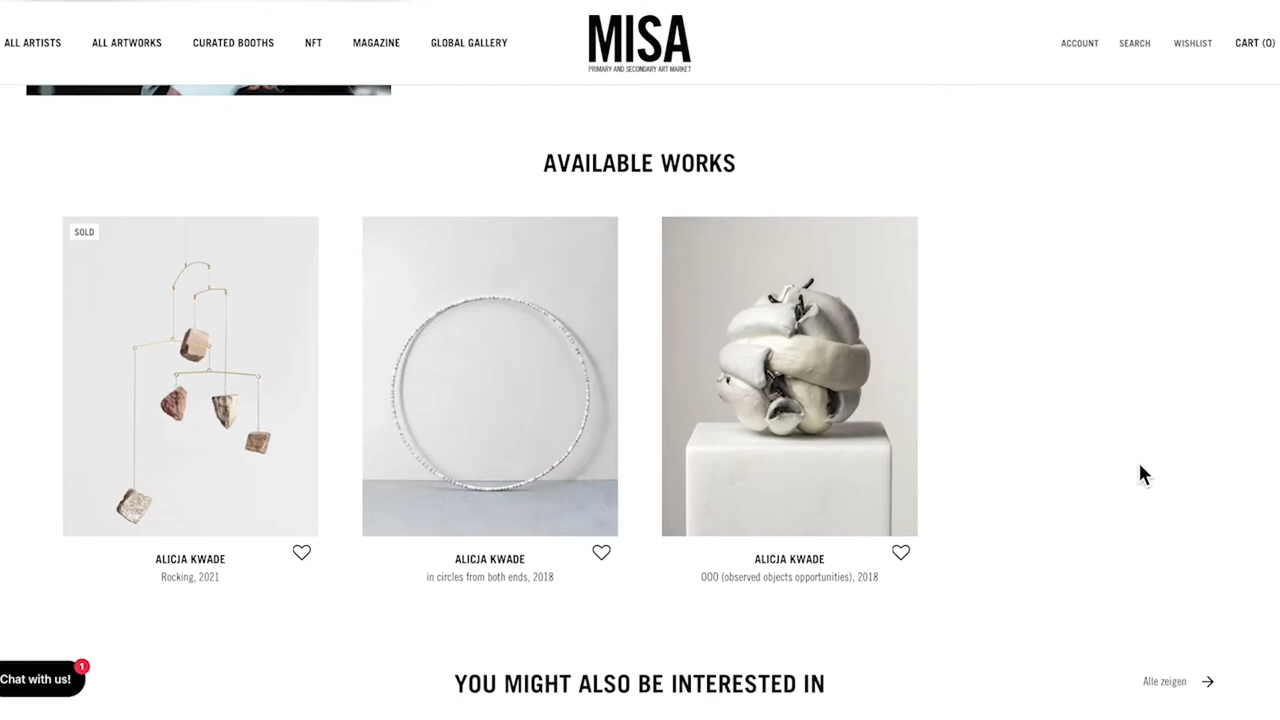 ALL ARTISTS ALL ARTWORKS CURATED BOOTHS NFT MAGAZINE GLOBAL GALLERY
MISA
PRIMARY AND SECONDARY ART MARKET
ACCOUNT SEARCH WISHLIST CART (0)
AVAILABLE WORKS
SOLD
ALICJA KWADE
Rocking, 2021
ALICJA KWADE
in circles from both ends, 2018
ALICJA KWADE
OOO (observed objects opportunities), 2018
Chat with us!
1
YOU MIGHT ALSO BE INTERESTED IN
Alle zeigen